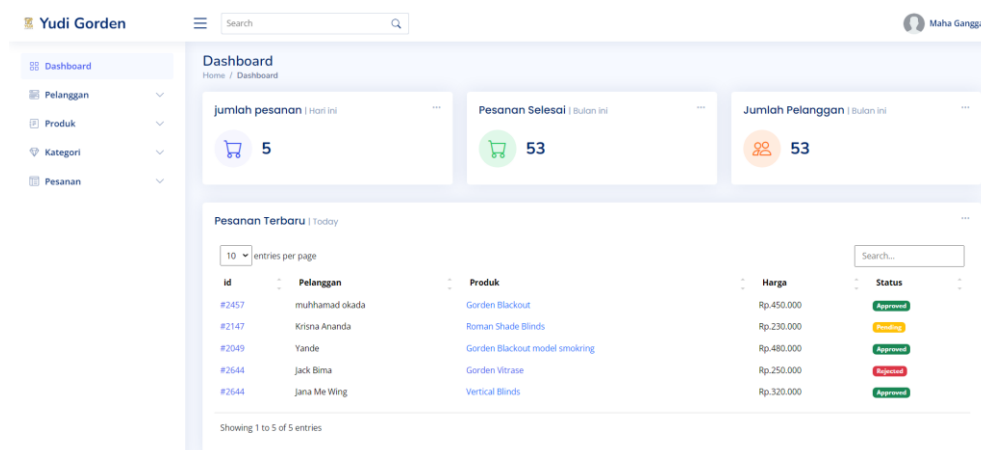 Yudi Gorden
Search
Maha Gangga
Dashboard
Pelanggan
Produk
Kategori
Pesanan
Dashboard
Home / Dashboard
jumlah pesanan | Hari ini
5
Pesanan Selesai | Bulan ini
53
Jumlah Pelanggan | Bulan ini
53
Pesanan Terbaru | Today
10 entries per page
Search...
id Pelanggan Produk Harga Status
#2457 muhhamad okada Gorden Blackout Rp.450.000 Approved
#2147 Krisna Ananda Roman Shade Blinds Rp.230.000 Pending
#2049 Yande Gorden Blackout model smokring Rp.480.000 Approved
#2644 Jack Bima Gorden Vitrase Rp.250.000 Rejected
#2644 Jana Me Wing Vertical Blinds Rp.320.000 Approved
Showing 1 to 5 of 5 entries